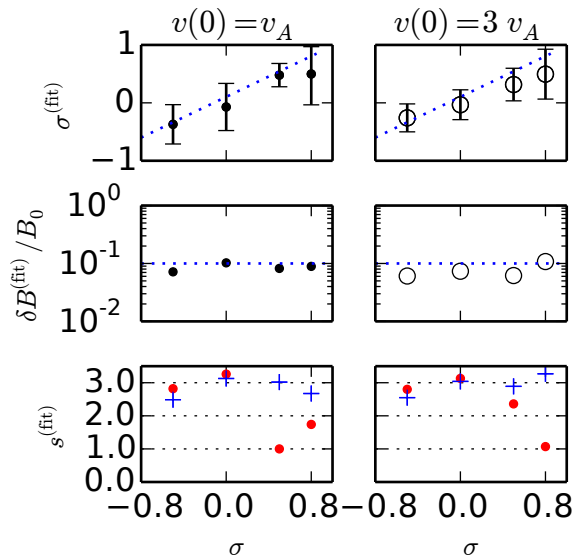 v(0) = v_A v(0) = 3 v_A
σ^(fit)
1
0
−1
δB^(fit)/B_0
10^0
10^-1
10^-2
s^(fit)
3.0
2.0
1.0
0.0
−0.8 0.0 0.8 −0.8 0.0 0.8
σ σ